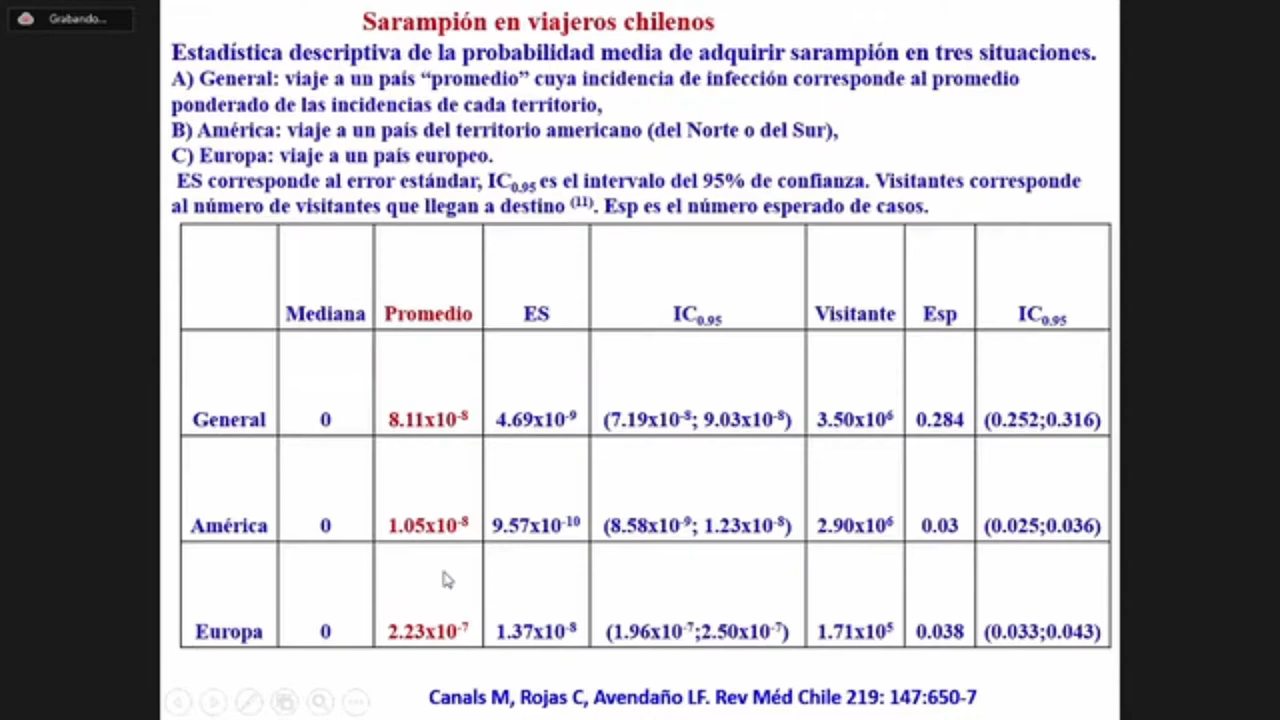 Grabando...
Sarampión en viajeros chilenos
Estadística descriptiva de la probabilidad media de adquirir sarampión en tres situaciones.
A) General: viaje a un país “promedio” cuya incidencia de infección corresponde al promedio
ponderado de las incidencias de cada territorio,
B) América: viaje a un país del territorio americano (del Norte o del Sur),
C) Europa: viaje a un país europeo.
ES corresponde al error estándar, IC0.95 es el intervalo del 95% de confianza. Visitantes corresponde
al número de visitantes que llegan a destino (11). Esp es el número esperado de casos.
Mediana Promedio ES IC0.95 Visitante Esp IC0.95
General 0 8.11x10⁻⁸ 4.69x10⁻⁹ (7.19x10⁻⁸; 9.03x10⁻⁸) 3.50x10⁶ 0.284 (0.252;0.316)
América 0 1.05x10⁻⁸ 9.57x10⁻¹⁰ (8.58x10⁻⁹; 1.23x10⁻⁸) 2.90x10⁶ 0.03 (0.025;0.036)
Europa 0 2.23x10⁻⁷ 1.37x10⁻⁸ (1.96x10⁻⁷;2.50x10⁻⁷) 1.71x10⁵ 0.038 (0.033;0.043)
Canals M, Rojas C, Avendaño LF. Rev Méd Chile 219: 147:650-7